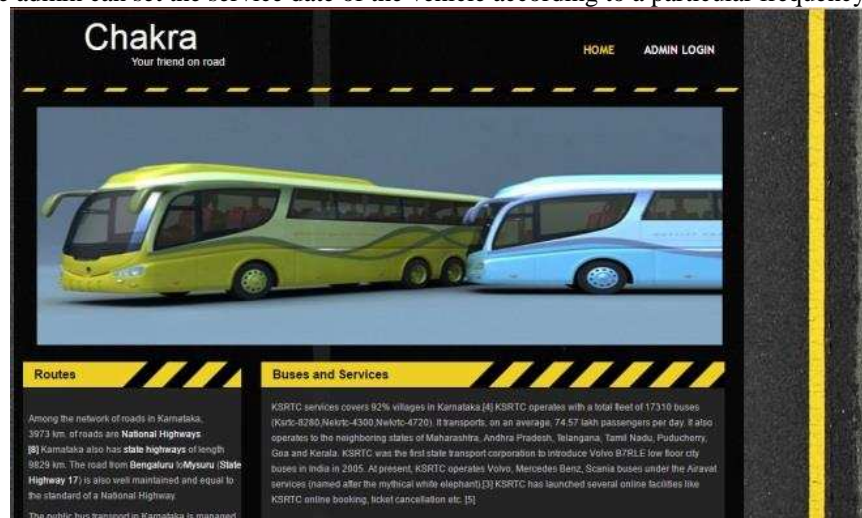 e admin can set the service date of the vehicle according to a particular frequency
Chakra
Your friend on road
HOME ADMIN LOGIN
Routes
Among the network of roads in Karnataka,
3973 km. of roads are National Highways
[8] Karnataka also has state highways of length
9829 km. The road from Bengaluru toMysuru (State
Highway 17) is also well maintained and equal to
the standard of a National Highway.
The public bus transport in Karnataka is managed
Buses and Services
KSRTC services covers 92% villages in Karnataka.[4] KSRTC operates with a total fleet of 17310 buses
(Ksrtc-8280,Nekrtc-4300,Nwkrtc-4720). It transports, on an average, 74.57 lakh passengers per day. It also
operates to the neighboring states of Maharashtra, Andhra Pradesh, Telangana, Tamil Nadu, Puducherry,
Goa and Kerala. KSRTC was the first state transport corporation to introduce Volvo B7RLE low floor city
buses in India in 2005. At present, KSRTC operates Volvo, Mercedes Benz, Scania buses under the Airavat
services (named after the mythical white elephant).[3] KSRTC has launched several online facilities like
KSRTC online booking, ticket cancellation etc. [5]